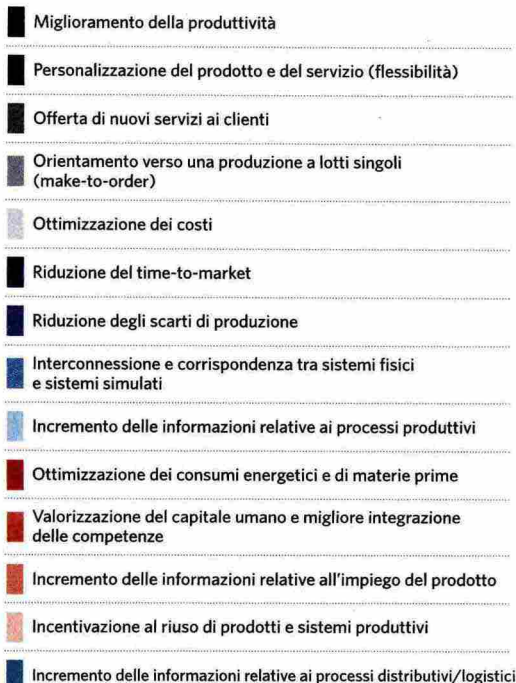 Miglioramento della produttività
Personalizzazione del prodotto e del servizio (flessibilità)
Offerta di nuovi servizi ai clienti
Orientamento verso una produzione a lotti singoli
(make-to-order)
Ottimizzazione dei costi
Riduzione del time-to-market
Riduzione degli scarti di produzione
Interconnessione e corrispondenza tra sistemi fisici
e sistemi simulati
Incremento delle informazioni relative ai processi produttivi
Ottimizzazione dei consumi energetici e di materie prime
Valorizzazione del capitale umano e migliore integrazione
delle competenze
Incremento delle informazioni relative all'impiego del prodotto
Incentivazione al riuso di prodotti e sistemi produttivi
Incremento delle informazioni relative ai processi distributivi/logistici